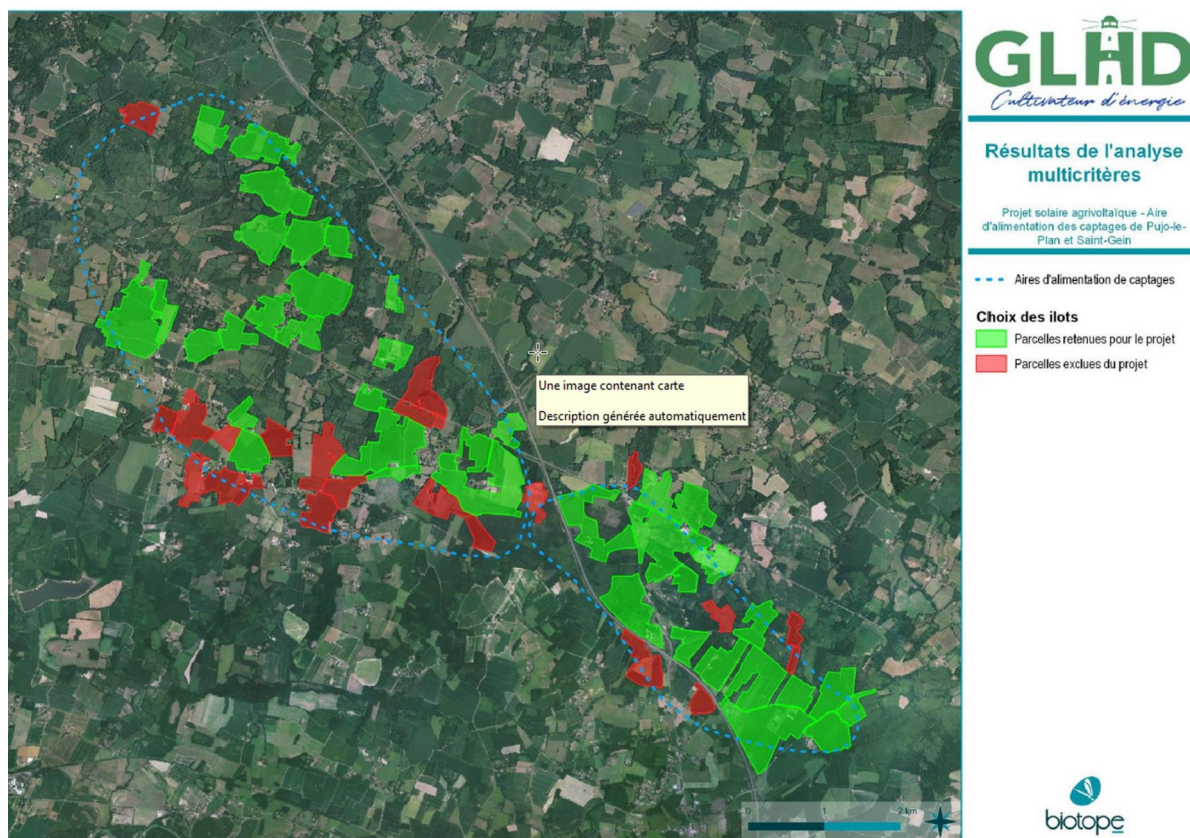 GLHD
Cultivateur d'énergie
Résultats de l'analyse
multicritères
Projet solaire agrivoltaïque - Aire
d'alimentation des captages de Pujo-le-
Plan et Saint-Gein
Aires d'alimentation de captages
Choix des ilots
Parcelles retenues pour le projet
Parcelles exclues du projet
Une image contenant carte
Description générée automatiquement
0 1 2 km
biotope